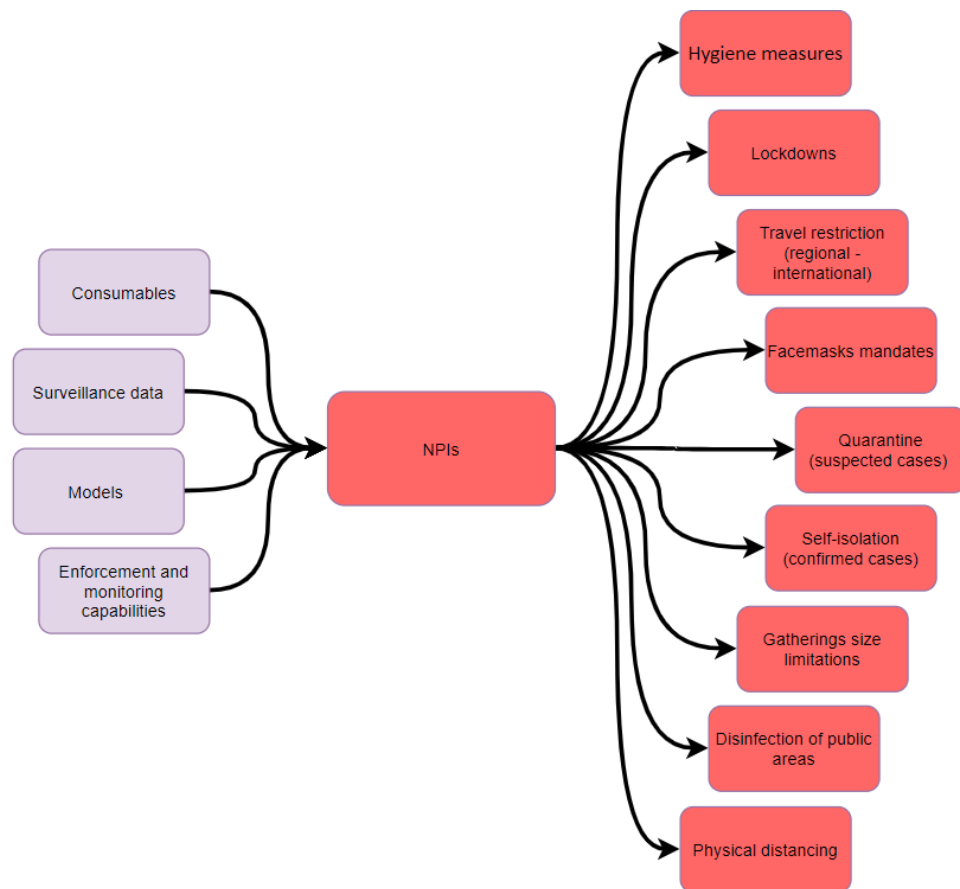 Consumables
Surveillance data
Models
Enforcement and
monitoring
capabilities
NPIs
Hygiene measures
Lockdowns
Travel restriction
(regional -
international)
Facemasks mandates
Quarantine
(suspected cases)
Self-isolation
(confirmed cases)
Gatherings size
limitations
Disinfection of public
areas
Physical distancing